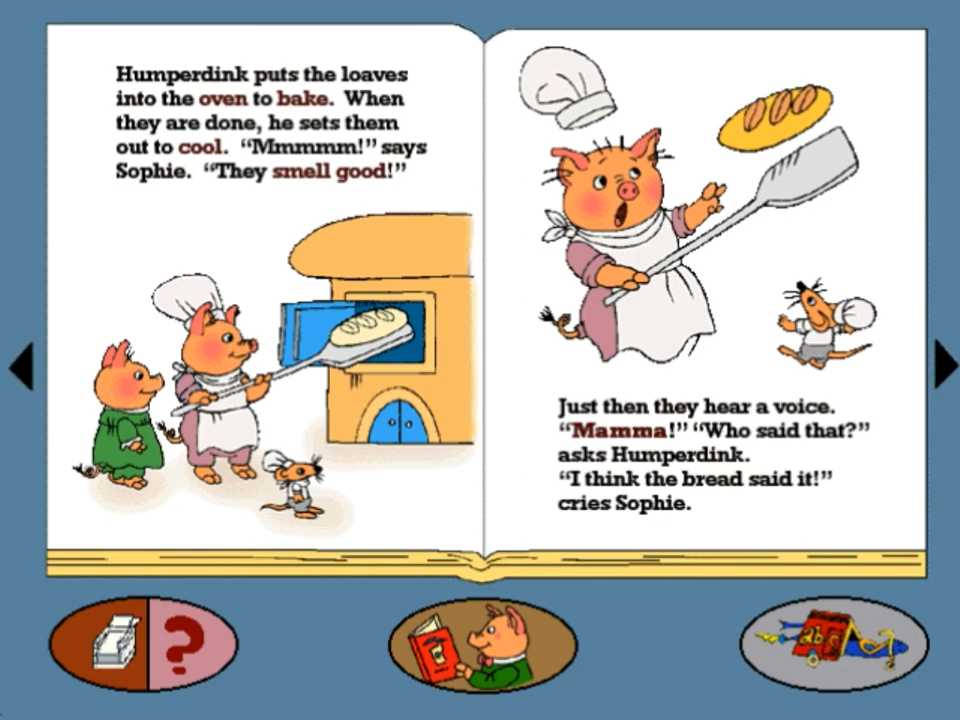 Humperdink puts the loaves
into the oven to bake. When
they are done, he sets them
out to cool. “Mmmmm!” says
Sophie. “They smell good!”
Just then they hear a voice.
“Mamma!” “Who said that?”
asks Humperdink.
“I think the bread said it!”
cries Sophie.
?
abc